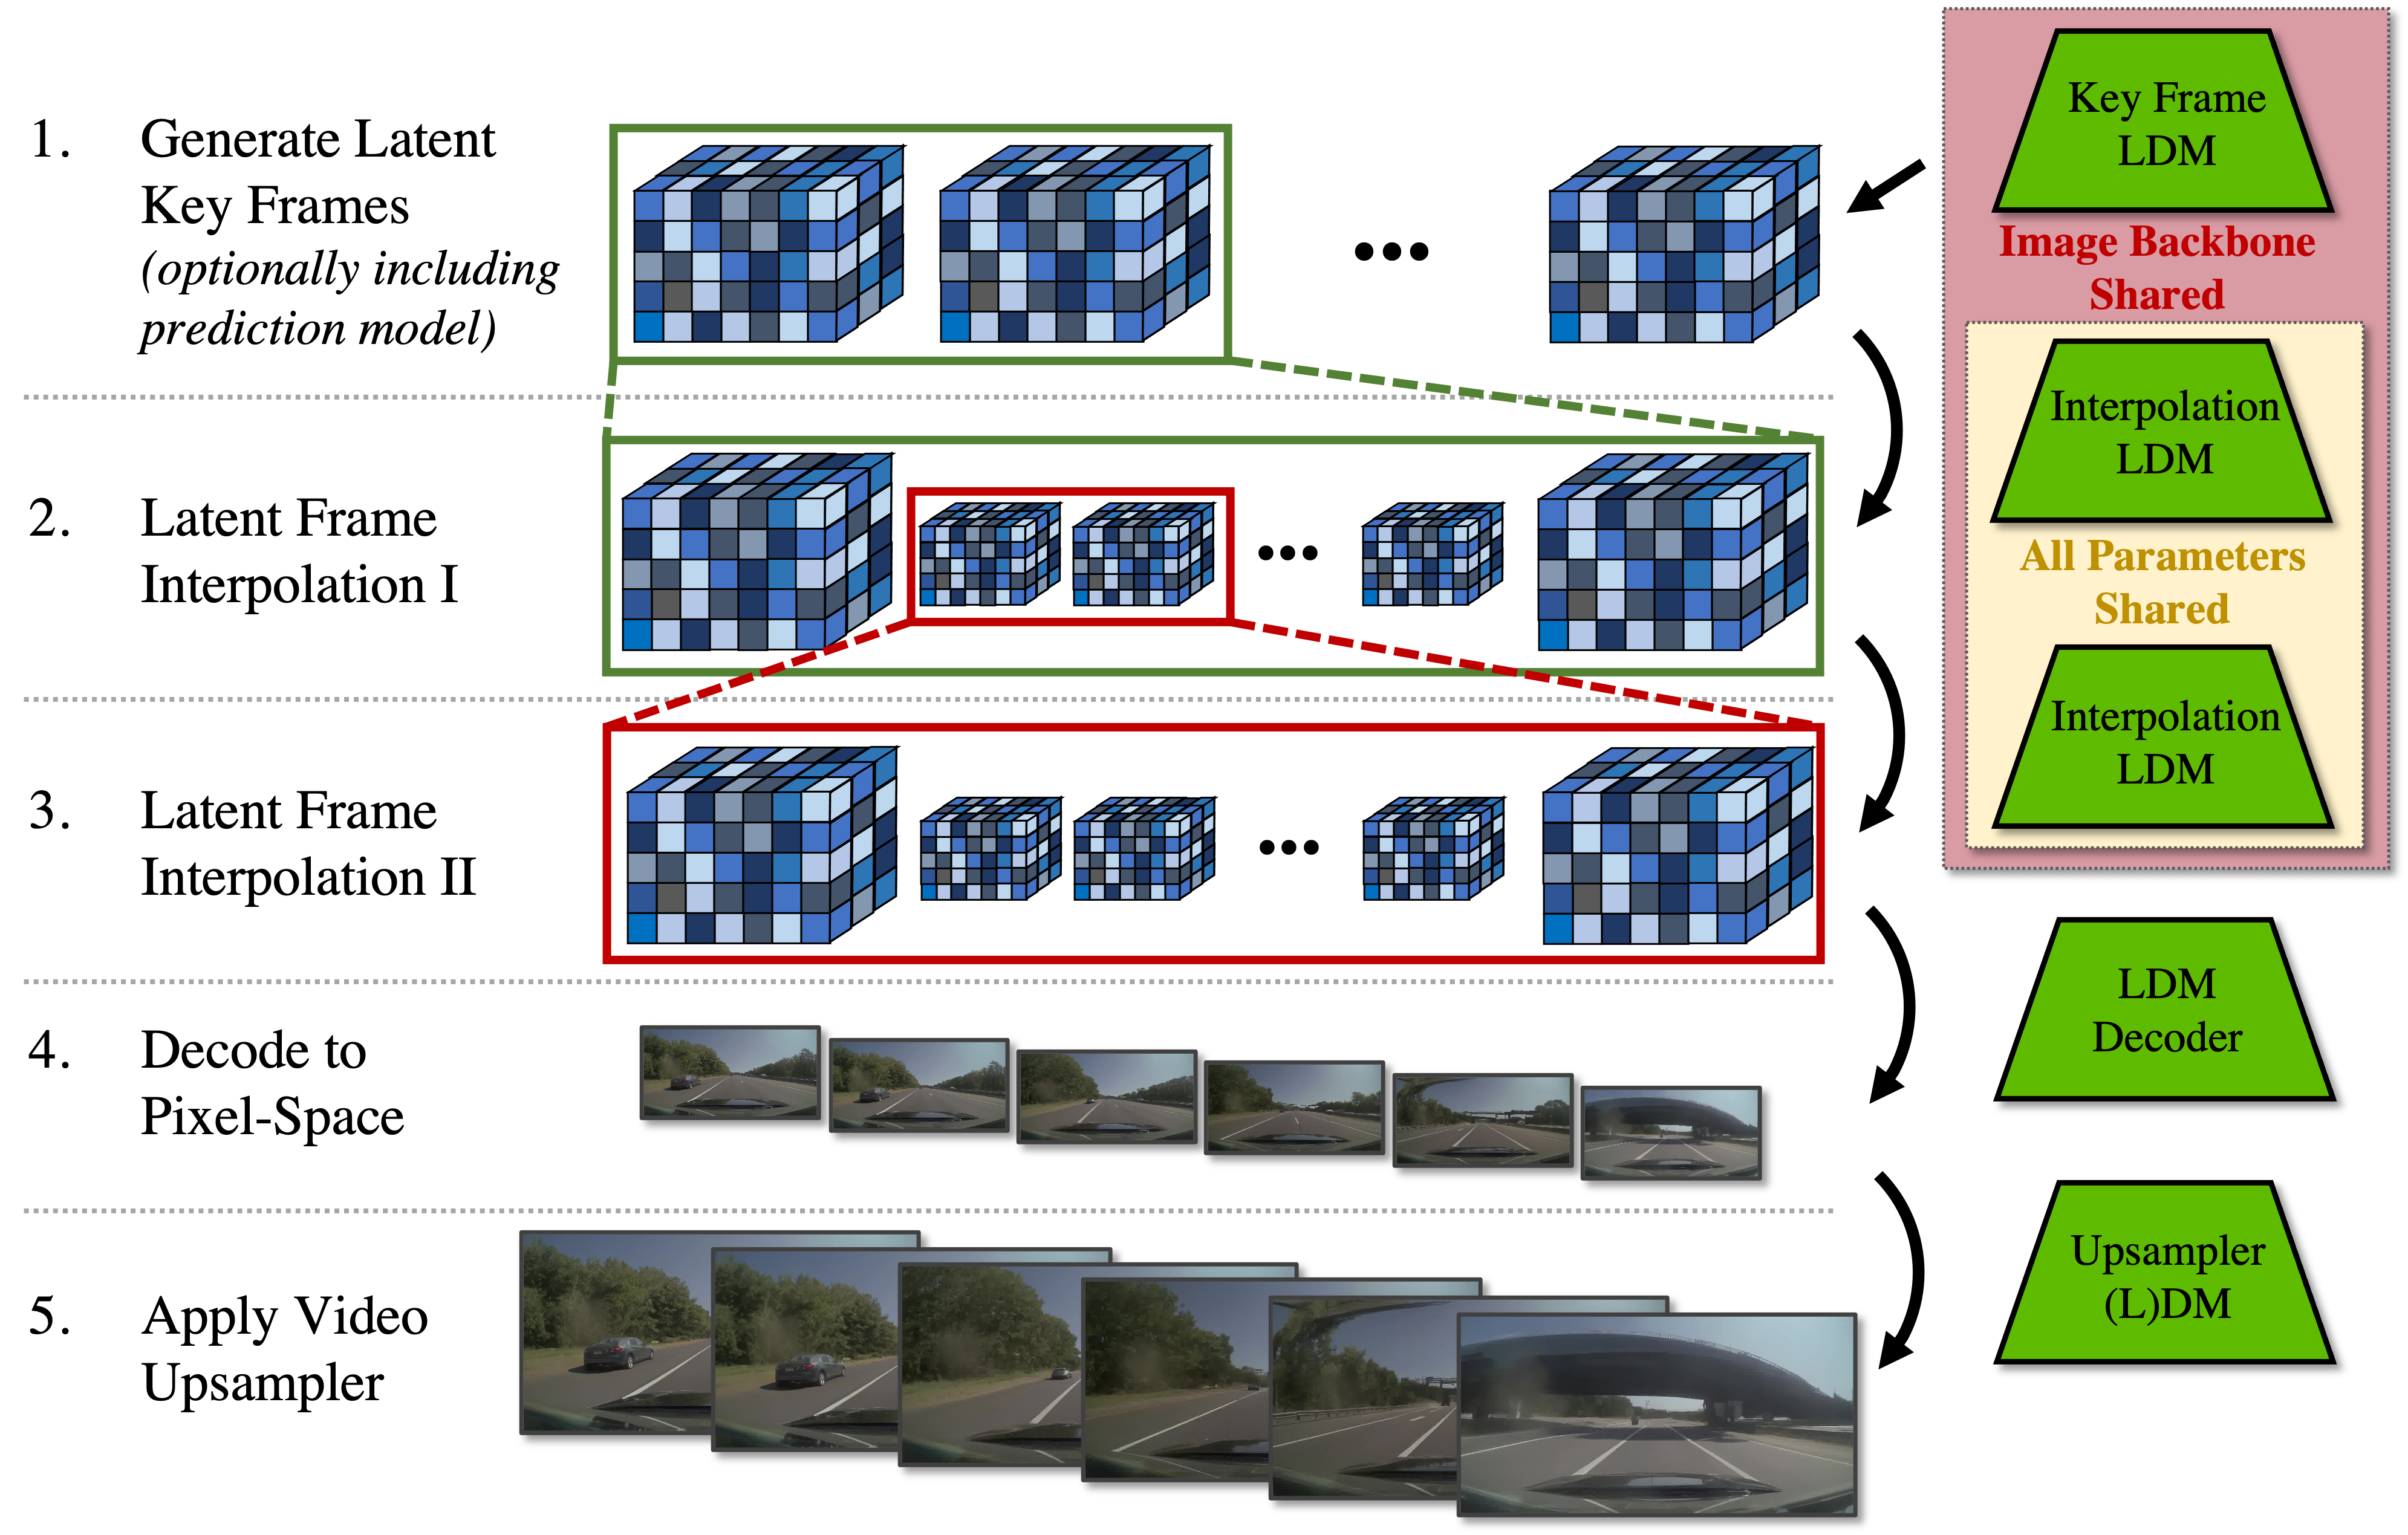 1. Generate Latent
Key Frames
(optionally including
prediction model)
2. Latent Frame
Interpolation I
3. Latent Frame
Interpolation II
4. Decode to
Pixel-Space
5. Apply Video
Upsampler
Key Frame
LDM
Image Backbone
Shared
Interpolation
LDM
All Parameters
Shared
Interpolation
LDM
LDM
Decoder
Upsampler
(L)DM